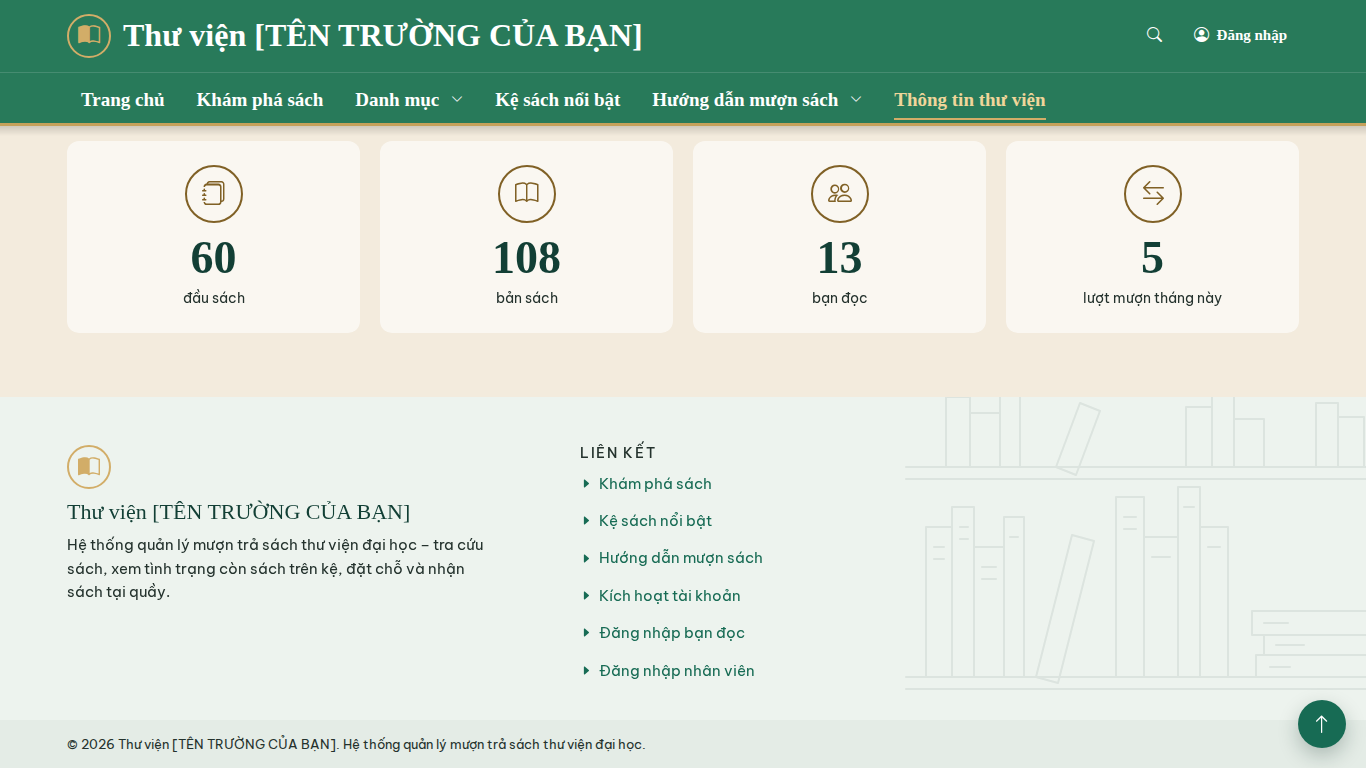 Thư viện [TÊN TRƯỜNG CỦA BẠN]
Đăng nhập
Trang chủ
Khám phá sách
Danh mục
Kệ sách nổi bật
Hướng dẫn mượn sách
Thông tin thư viện
60
đầu sách
108
bản sách
13
bạn đọc
5
lượt mượn tháng này
Thư viện [TÊN TRƯỜNG CỦA BẠN]
Hệ thống quản lý mượn trả sách thư viện đại học – tra cứu
sách, xem tình trạng còn sách trên kệ, đặt chỗ và nhận
sách tại quầy.
LIÊN KẾT
Khám phá sách
Kệ sách nổi bật
Hướng dẫn mượn sách
Kích hoạt tài khoản
Đăng nhập bạn đọc
Đăng nhập nhân viên
© 2026 Thư viện [TÊN TRƯỜNG CỦA BẠN]. Hệ thống quản lý mượn trả sách thư viện đại học.